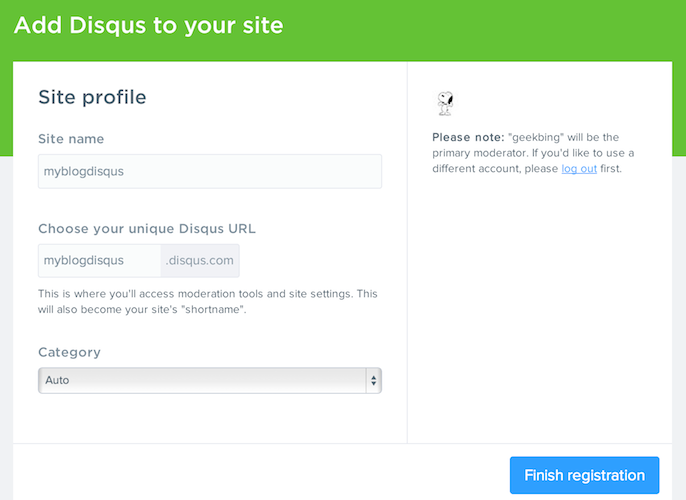 Add Disqus to your site
Site profile
Site name
myblogdisqus
Choose your unique Disqus URL
myblogdisqus .disqus.com
This is where you'll access moderation tools and site settings. This
will also become your site's "shortname".
Category
Auto
Please note: "geekbing" will be the
primary moderator. If you'd like to use a
different account, please log out first.
Finish registration